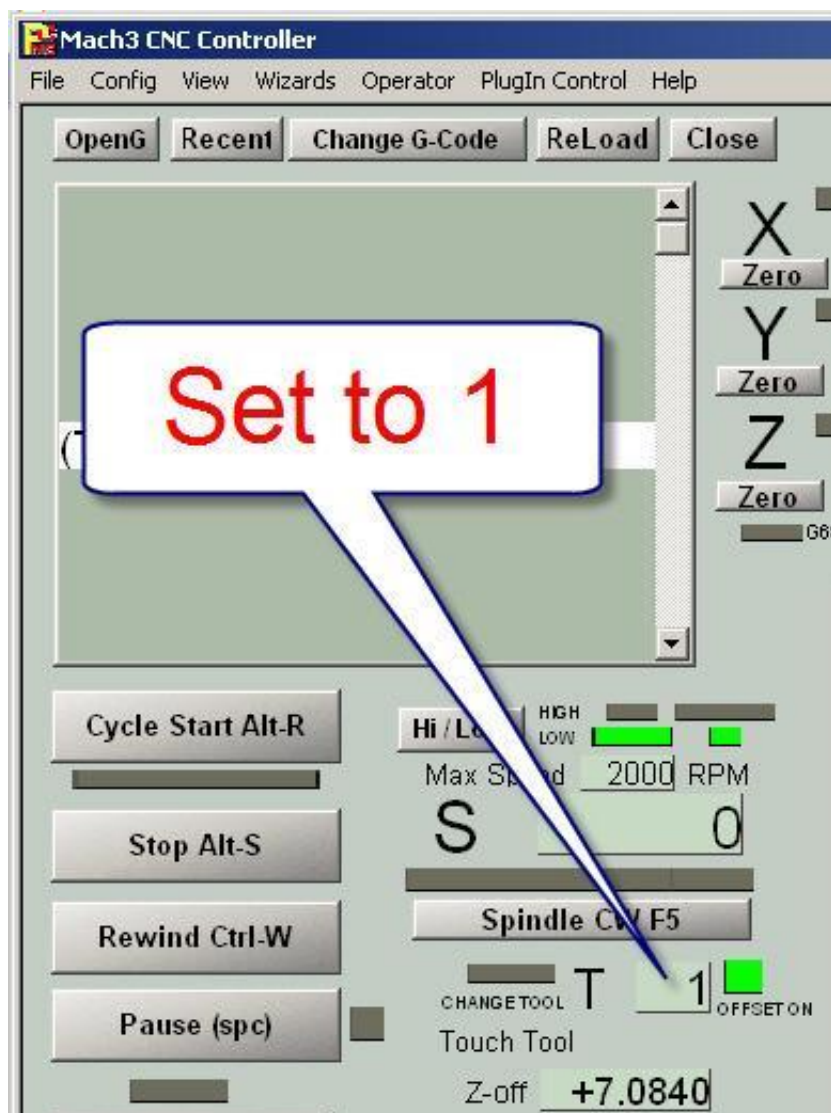 Mach3 CNC Controller
File Config View Wizards Operator PlugIn Control Help
OpenG Recent Change G-Code ReLoad Close
X
Zero
Y
Zero
Z
Zero
Set to 1
(
Cycle Start Alt-R
Hi / HIGH
LOW
Max 2000 RPM
S 0
Stop Alt-S
Spindle CW F5
Rewind Ctrl-W
CHANGE TOOL T 1 OFFSET ON
Pause (spc)
Touch Tool
Z-off +7.0840